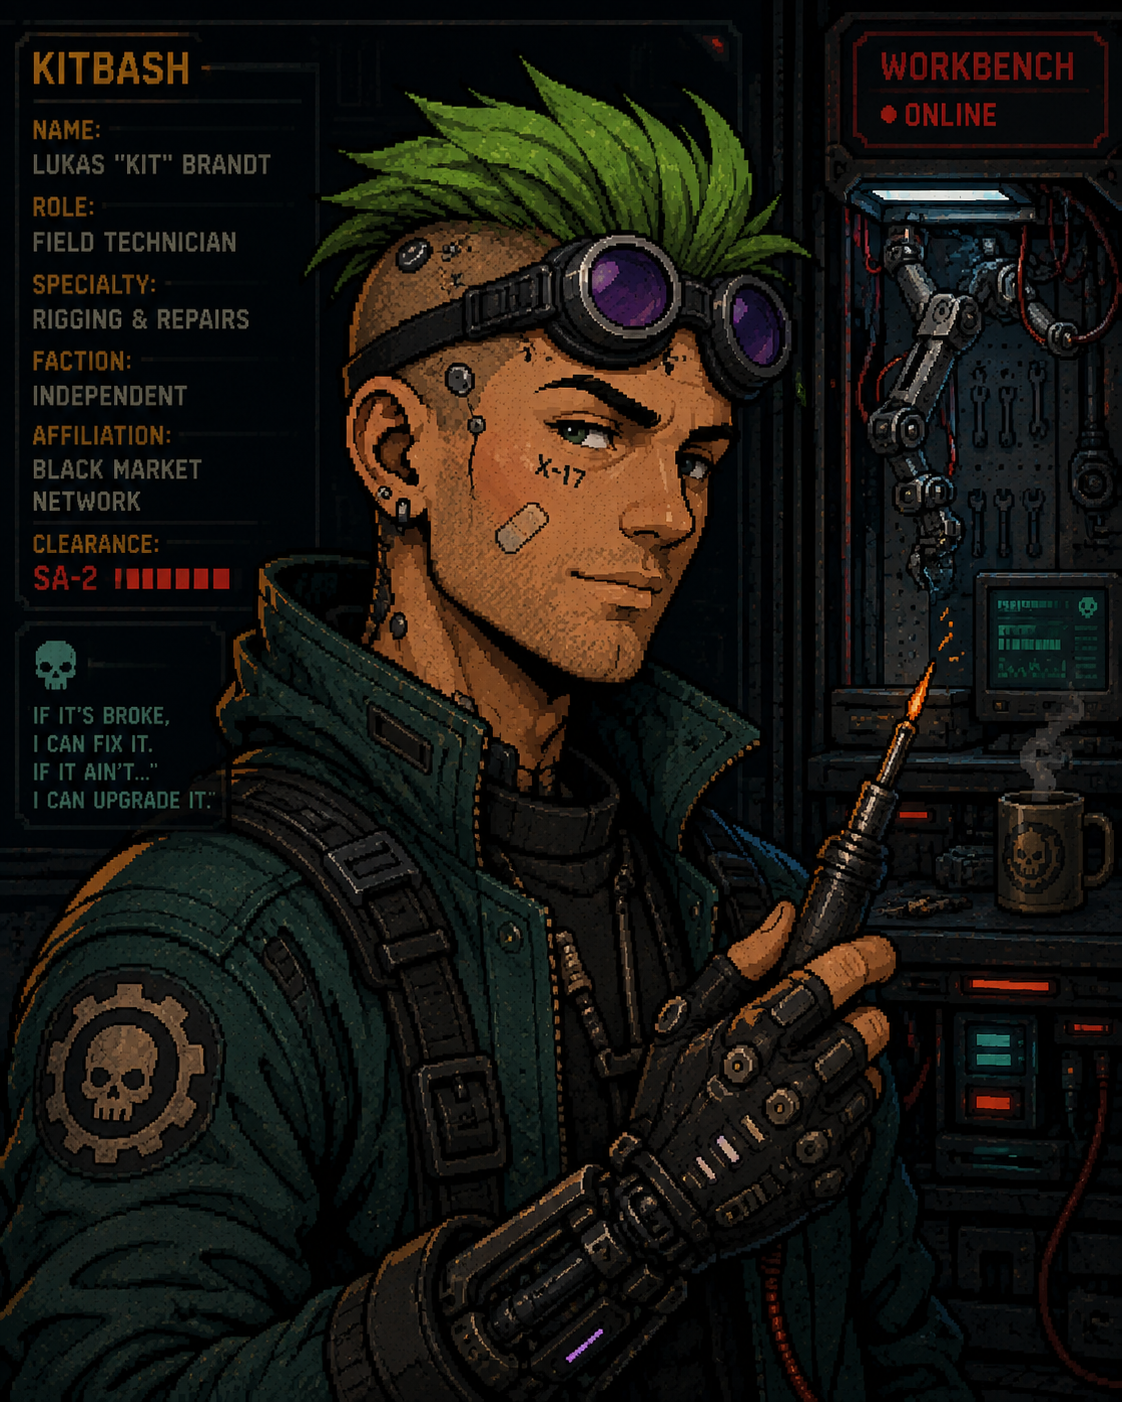 KITBASH
NAME:
LUKAS "KIT" BRANDT
ROLE:
FIELD TECHNICIAN
SPECIALTY:
RIGGING & REPAIRS
FACTION:
INDEPENDENT
AFFILIATION:
BLACK MARKET
NETWORK
CLEARANCE:
SA-2
IF IT'S BROKE,
I CAN FIX IT.
IF IT AIN'T..."
I CAN UPGRADE IT."
X-17
WORKBENCH
ONLINE